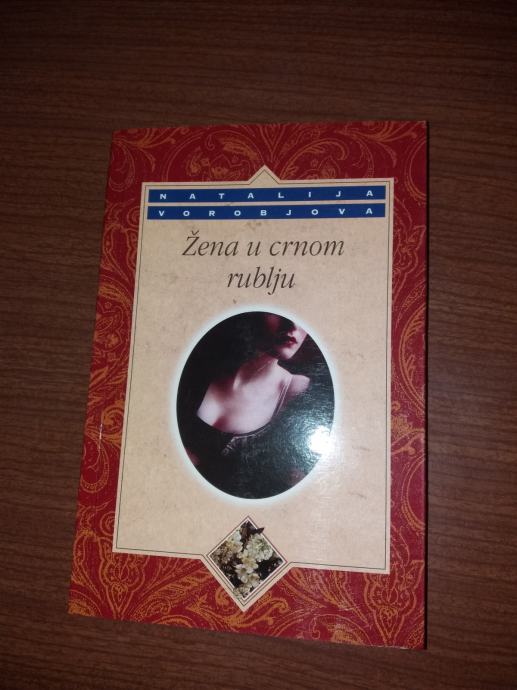 NATALIJA
VOROBJOVA
Žena u crnom
rublju